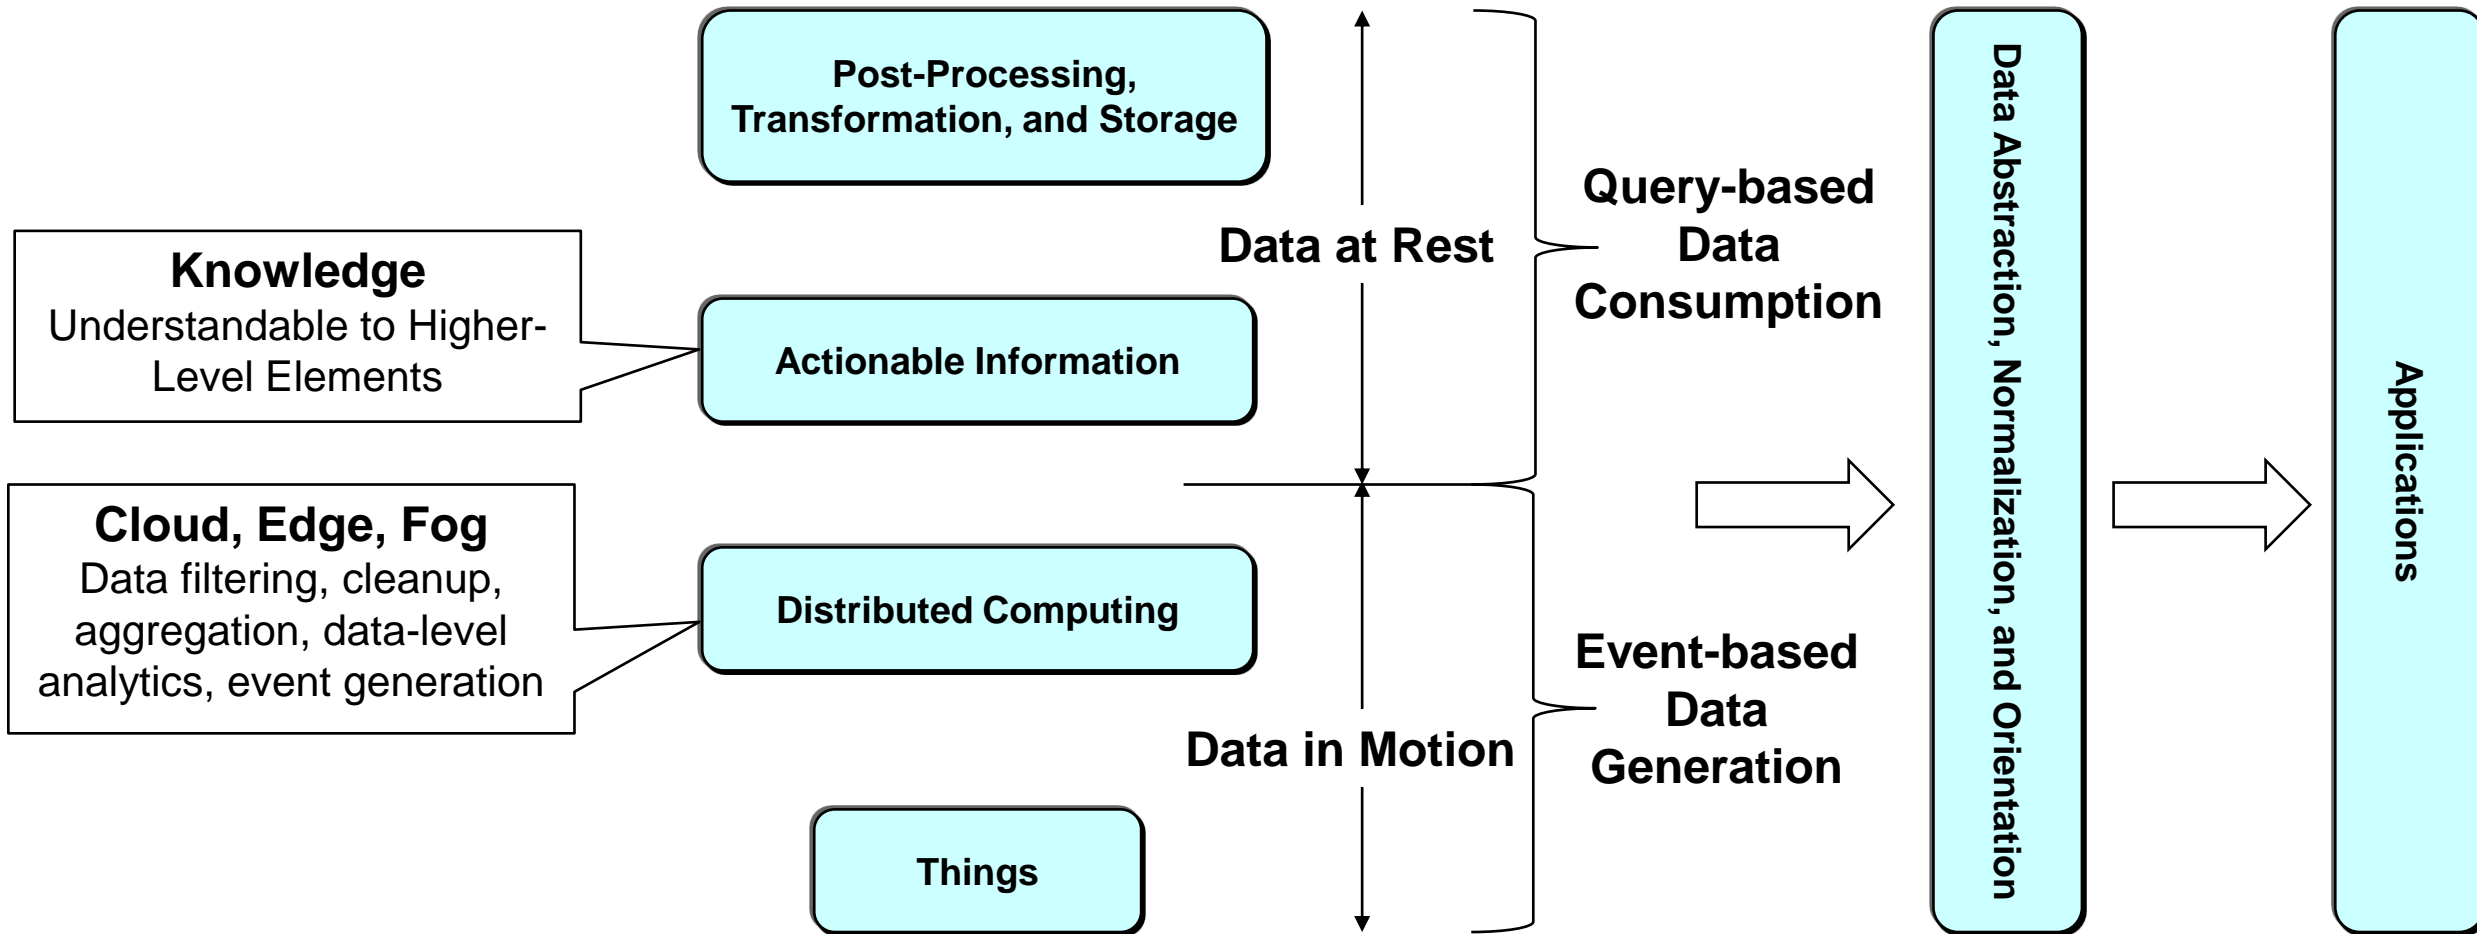 Post-Processing,
Transformation, and Storage
Knowledge
Understandable to Higher-
Level Elements
Actionable Information
Cloud, Edge, Fog
Data filtering, cleanup,
aggregation, data-level
analytics, event generation
Distributed Computing
Things
Data at Rest
Data in Motion
Query-based
Data
Consumption
Event-based
Data
Generation
Data Abstraction, Normalization, and Orientation
Applications